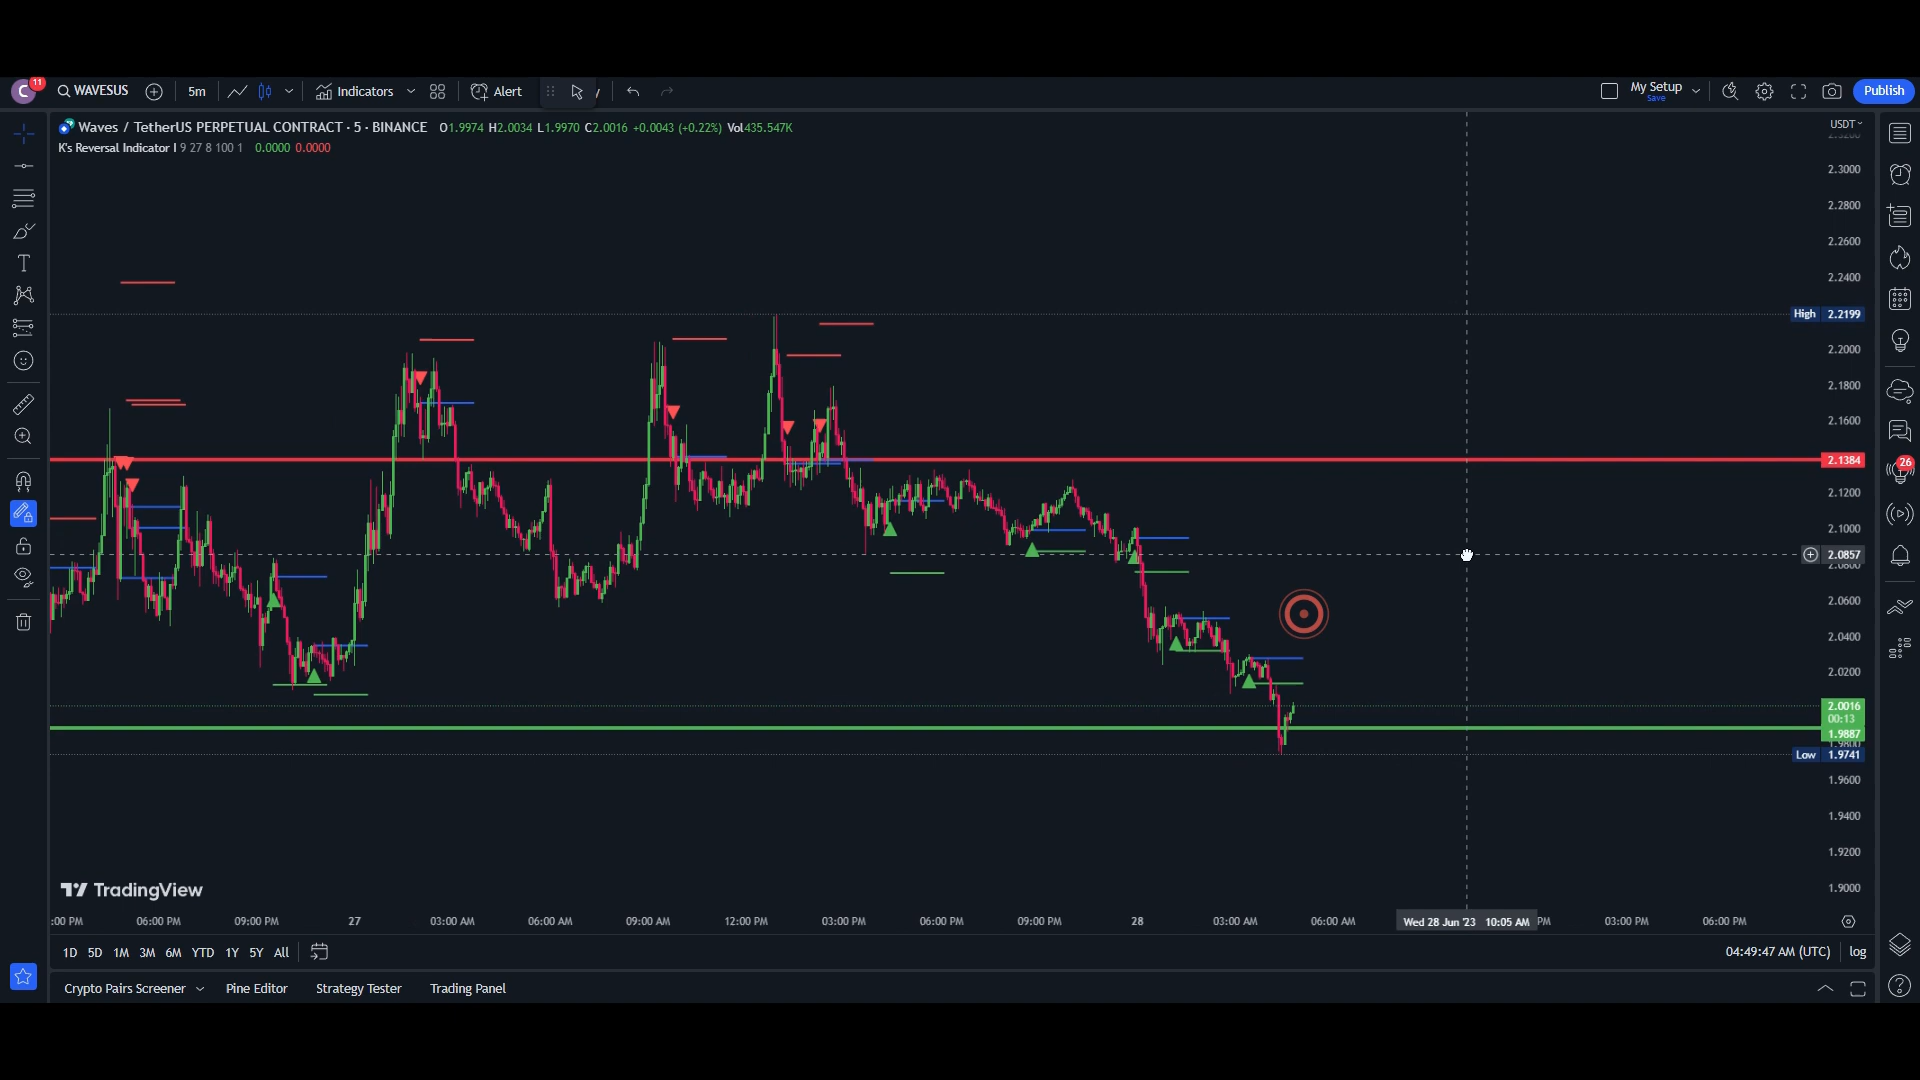 C 11 WAVESUS 5m Indicators Alert My Setup Save Publish
Waves / TetherUS PERPETUAL CONTRACT · 5 · BINANCE O1.9974 H2.0034 L1.9970 C2.0016 +0.0043 (+0.22%) Vol435.547K USDT
K's Reversal Indicator I 9 27 8 100 1 0.0000 0.0000
2.3000
2.2800
2.2600
2.2400
High 2.2199
2.2000
2.1800
2.1600
2.1384
26
2.1200
2.1000
2.0857
2.0800
2.0600
2.0400
2.0200
2.0016
00:13
1.9887
Low 1.9741
1.9600
1.9400
1.9200
1.9000
TradingView
:00 PM 06:00 PM 09:00 PM 27 03:00 AM 06:00 AM 09:00 AM 12:00 PM 03:00 PM 06:00 PM 09:00 PM 28 03:00 AM 06:00 AM Wed 28 Jun '23 10:05 AM PM 03:00 PM 06:00 PM
1D 5D 1M 3M 6M YTD 1Y 5Y All 04:49:47 AM (UTC) log
Crypto Pairs Screener Pine Editor Strategy Tester Trading Panel